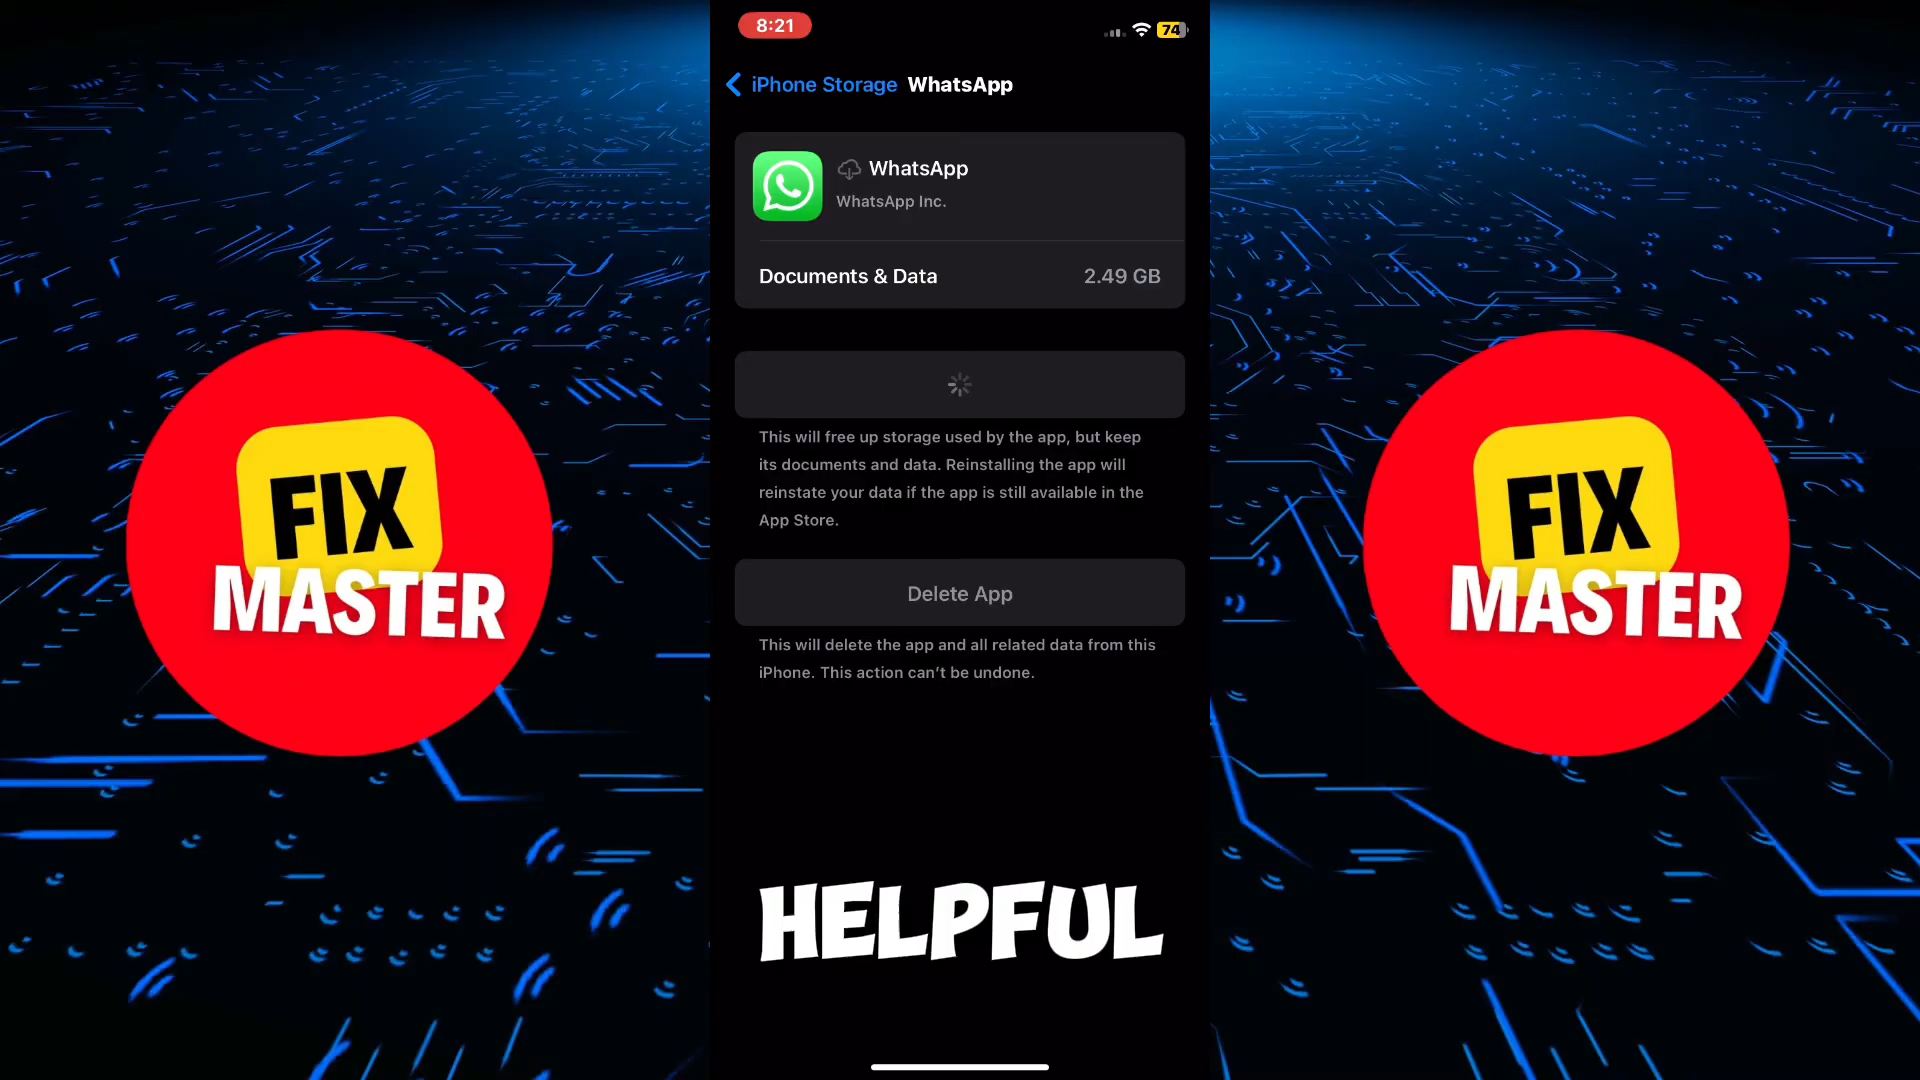 8:21
74
iPhone Storage WhatsApp
WhatsApp
WhatsApp Inc.
Documents & Data 2.49 GB
This will free up storage used by the app, but keep
its documents and data. Reinstalling the app will
reinstate your data if the app is still available in the
App Store.
Delete App
This will delete the app and all related data from this
iPhone. This action can’t be undone.
HELPFUL
FIX
MASTER
FIX
MASTER